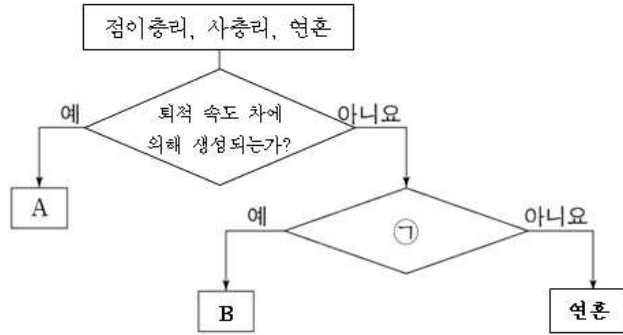 점이층리, 사층리, 연흔
예
퇴적 속도 차에
의해 생성되는가?
아니요
A
예
㉠
아니요
B
연흔